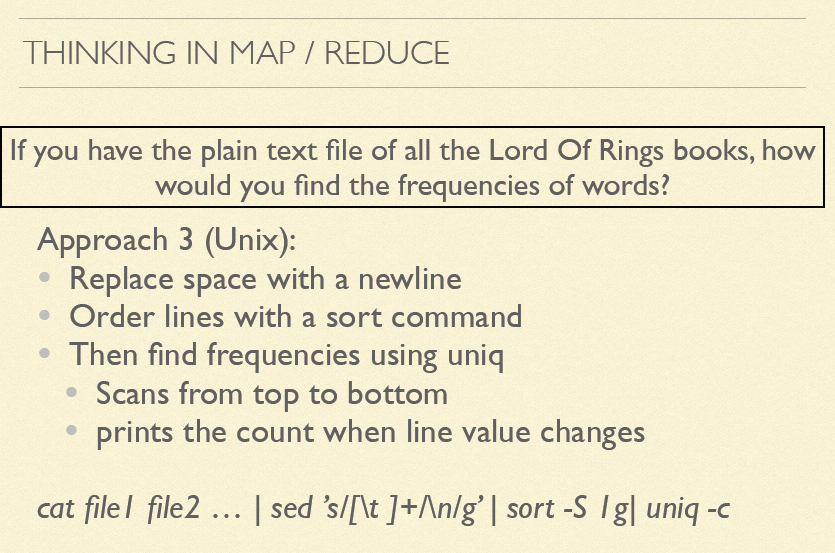 THINKING IN MAP / REDUCE
If you have the plain text file of all the Lord Of Rings books, how
would you find the frequencies of words?
Approach 3 (Unix):
• Replace space with a newline
• Order lines with a sort command
• Then find frequencies using uniq
• Scans from top to bottom
• prints the count when line value changes
cat file1 file2 … | sed ’s/[\t ]+/\n/g’ | sort -S 1g| uniq -c